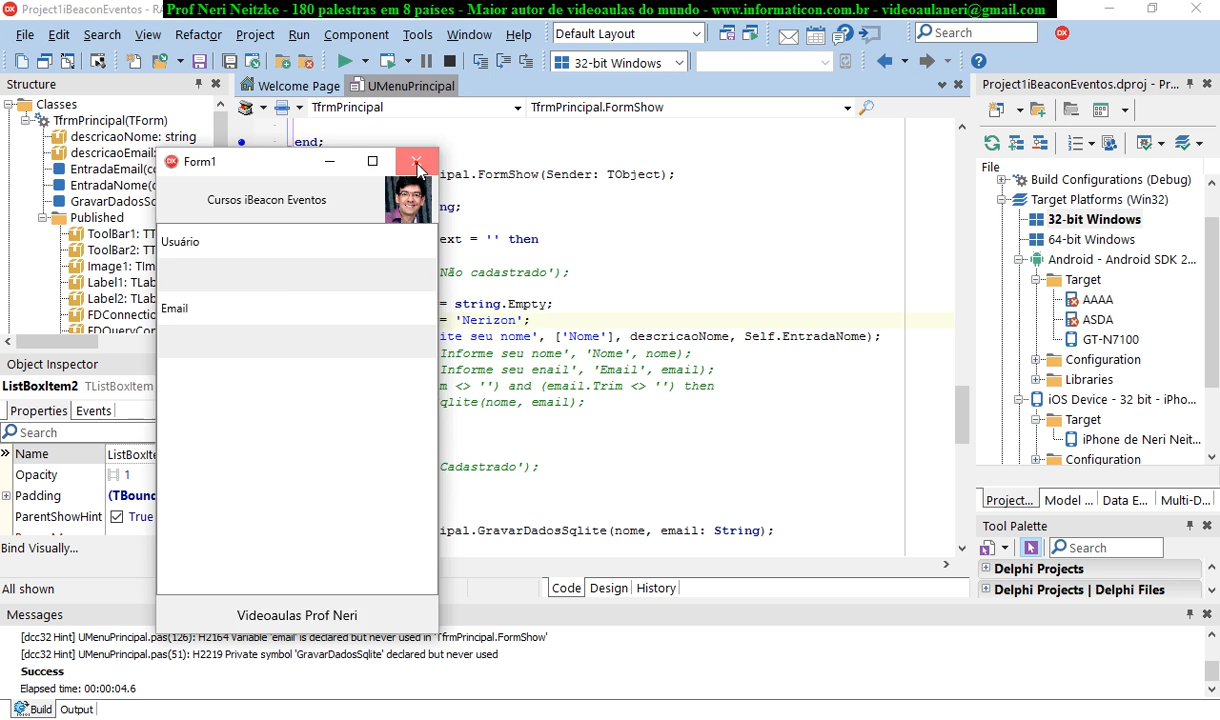 Project1iBeaconEventos - RA
Prof Neri Neitzke - 180 palestras em 8 países - Maior autor de videoaulas do mundo - www.informaticon.com.br - videoaulaneri@gmail.com
File Edit Search View Refactor Project Run Component Tools Window Help
Default Layout
Search
32-bit Windows
Structure
Welcome Page
UMenuPrincipal
Project1iBeaconEventos.dproj - Pr...
Classes
TfrmPrincipal
TfrmPrincipal.FormShow
TfrmPrincipal(TForm)
descricaoNome: string
descricaoEmail:
EntradaEmail(co
EntradaNome(c
GravarDadosSc
Published
ToolBar1: TT
ToolBar2: TT
Image1: TIm
Label1: TLab
Label2: TLab
FDConnectio
FDQueryCor
end;
ipal.FormShow(Sender: TObject);
ng;
ext = '' then
Não cadastrado');
= string.Empty;
= 'Nerizon';
ite seu nome', ['Nome'], descricaoNome, Self.EntradaNome);
Informe seu nome', 'Nome', nome);
Informe seu enail', 'Email', email);
m <> '') and (email.Trim <> '') then
qlite(nome, email);
Cadastrado');
ipal.GravarDadosSqlite(nome, email: String);
Form1
Cursos iBeacon Eventos
Usuário
Email
Videoaulas Prof Neri
File
Build Configurations (Debug)
Target Platforms (Win32)
32-bit Windows
64-bit Windows
Android - Android SDK 2...
Target
AAAA
ASDA
GT-N7100
Configuration
Libraries
iOS Device - 32 bit - iPho...
Target
iPhone de Neri Neit...
Configuration
Object Inspector
ListBoxItem2 TListBoxItem
Properties Events
Search
Name ListBoxIte
Opacity 1
Padding (TBound
ParentShowHint True
Bind Visually...
All shown
Code Design History
Project... Model ... Data E... Multi-D...
Tool Palette
Search
Delphi Projects
Delphi Projects | Delphi Files
Messages
[dcc32 Hint] UMenuPrincipal.pas(126): H2164 Variable 'email' is declared but never used in 'TfrmPrincipal.FormShow'
[dcc32 Hint] UMenuPrincipal.pas(51): H2219 Private symbol 'GravarDadosSqlite' declared but never used
Success
Elapsed time: 00:00:04.6
Build Output